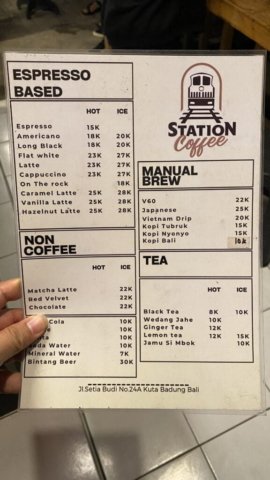 ESPRESSO
BASED
HOT ICE
Espresso 15K
Americano 18K 20K
Long Black 18K 20K
Flat white 23K 27K
Latte 23K 27K
Cappuccino 23K 27K
On The rock 18K
Caramel Latte 25K 28K
Vanilla Latte 25K 28K
Hazelnut Latte 25K 28K
NON
COFFEE
HOT ICE
Matcha Latte 22K
Red Velvet 22K
Chocolate 22K
Cola 10K
10K
10K
Water 10K
Mineral Water 7K
Bintang Beer 30K
STATION
Coffee
MANUAL
BREW
V60 22K
Japanese 25K
Vietnam Drip 20K
Kopi Tubruk 15K
Kopi Nyonyo 15K
Kopi Bali
TEA
HOT ICE
Black Tea 8K 10K
Wedang Jahe 10K
Ginger Tea 12K
Lemon tea 12K 15K
Jamu Si Mbok 10K
Jl.Setia Budi No.24A Kuta Badung Bali